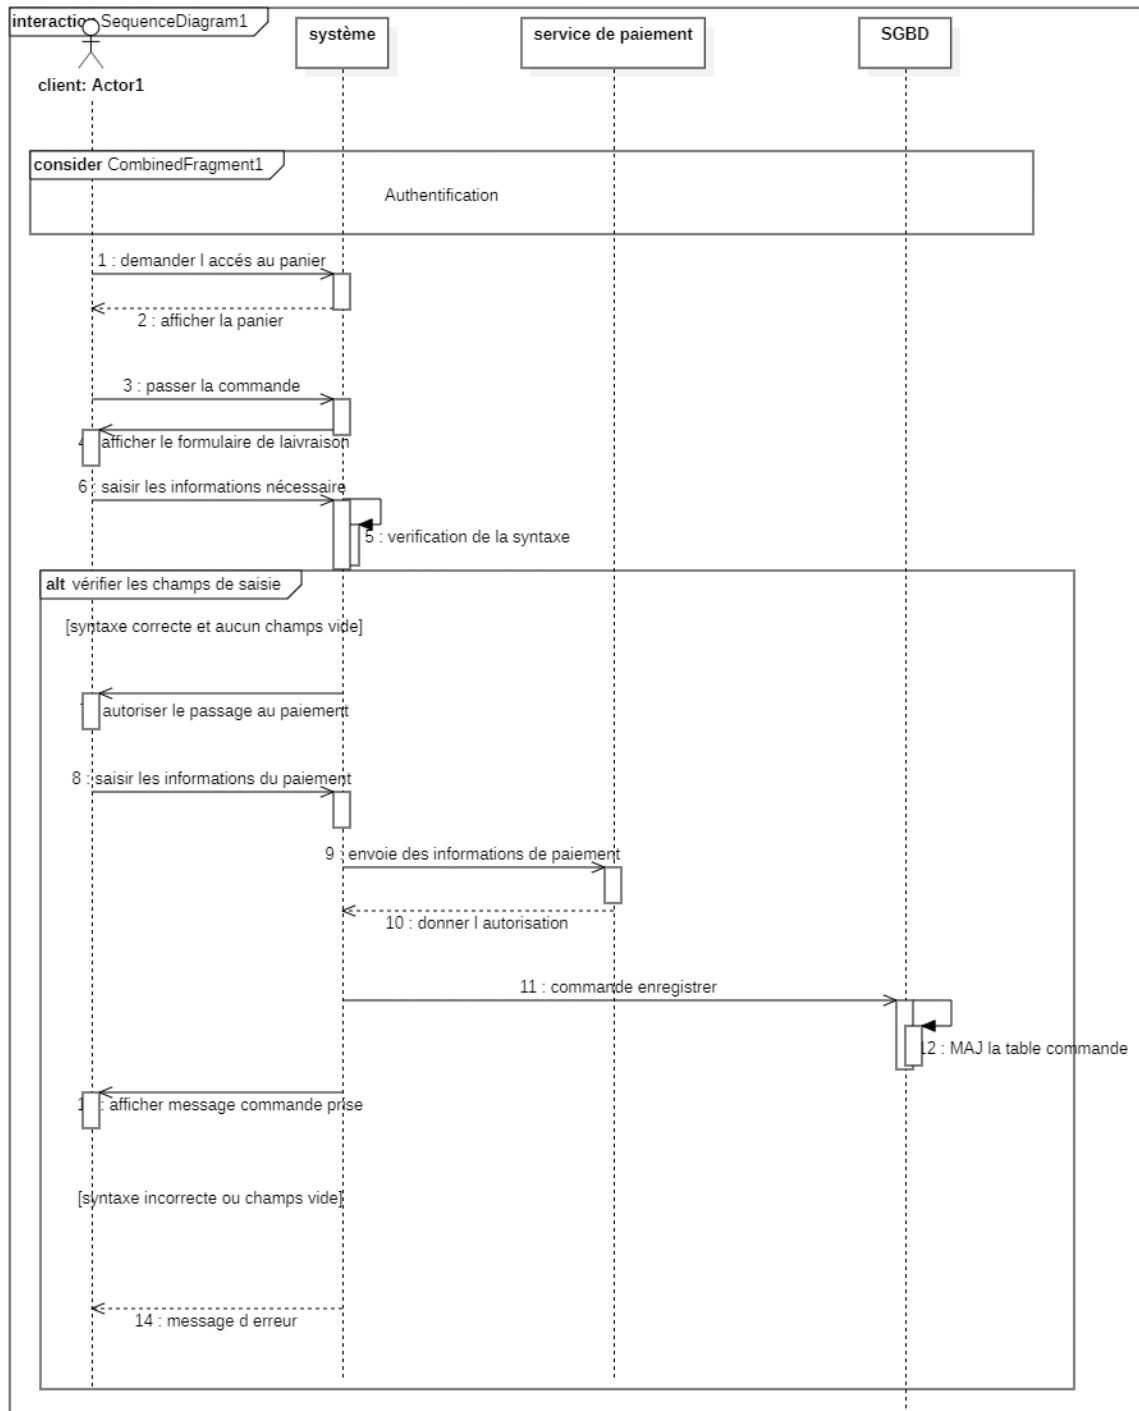 interaction SequenceDiagram1
système
service de paiement
SGBD
client: Actor1
consider CombinedFragment1
Authentification
1 : demander l accés au panier
2 : afficher la panier
3 : passer la commande
afficher le formulaire de laivraison
6 : saisir les informations nécessaire
5 : verification de la syntaxe
alt vérifier les champs de saisie
[syntaxe correcte et aucun champs vide]
autoriser le passage au paiement
8 : saisir les informations du paiement
9 : envoie des informations de paiement
10 : donner l autorisation
11 : commande enregistrer
12 : MAJ la table commande
: afficher message commande prise
[syntaxe incorrecte ou champs vide]
14 : message d erreur